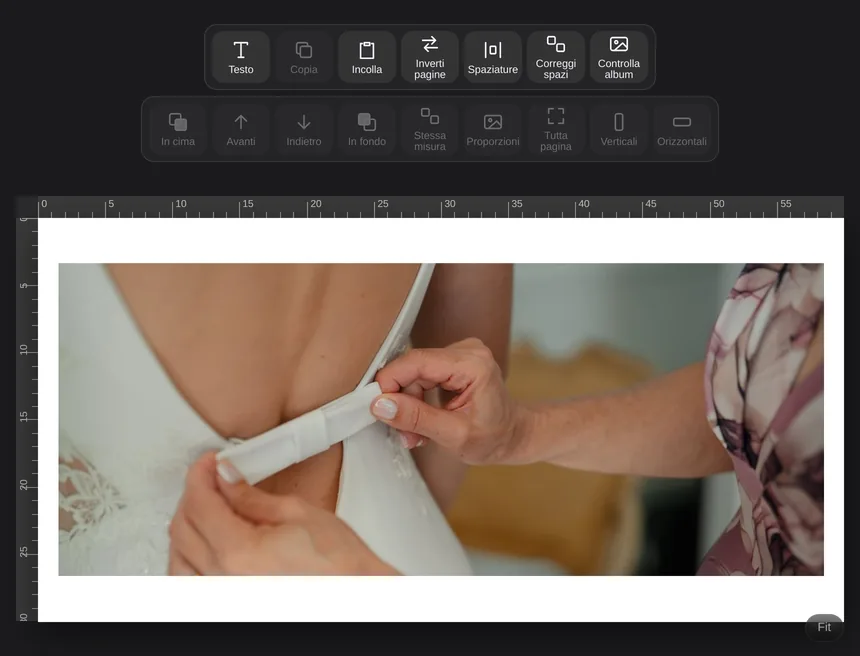 Testo
Copia
Incolla
Inverti
pagine
Spaziature
Correggi
spazi
Controlla
album
In cima
Avanti
Indietro
In fondo
Stessa
misura
Proporzioni
Tutta
pagina
Verticali
Orizzontali
0 5 10 15 20 25 30 35 40 45 50 55
0
5
10
15
20
25
30
Fit